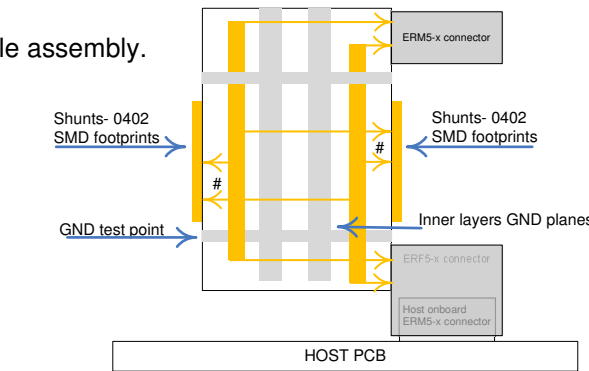 le assembly.
ERM5-x connector
Shunts- 0402
SMD footprints
Shunts- 0402
SMD footprints
#
#
GND test point
Inner layers GND planes
ERF5-x connector
Host onboard
ERM5-x connector
HOST PCB